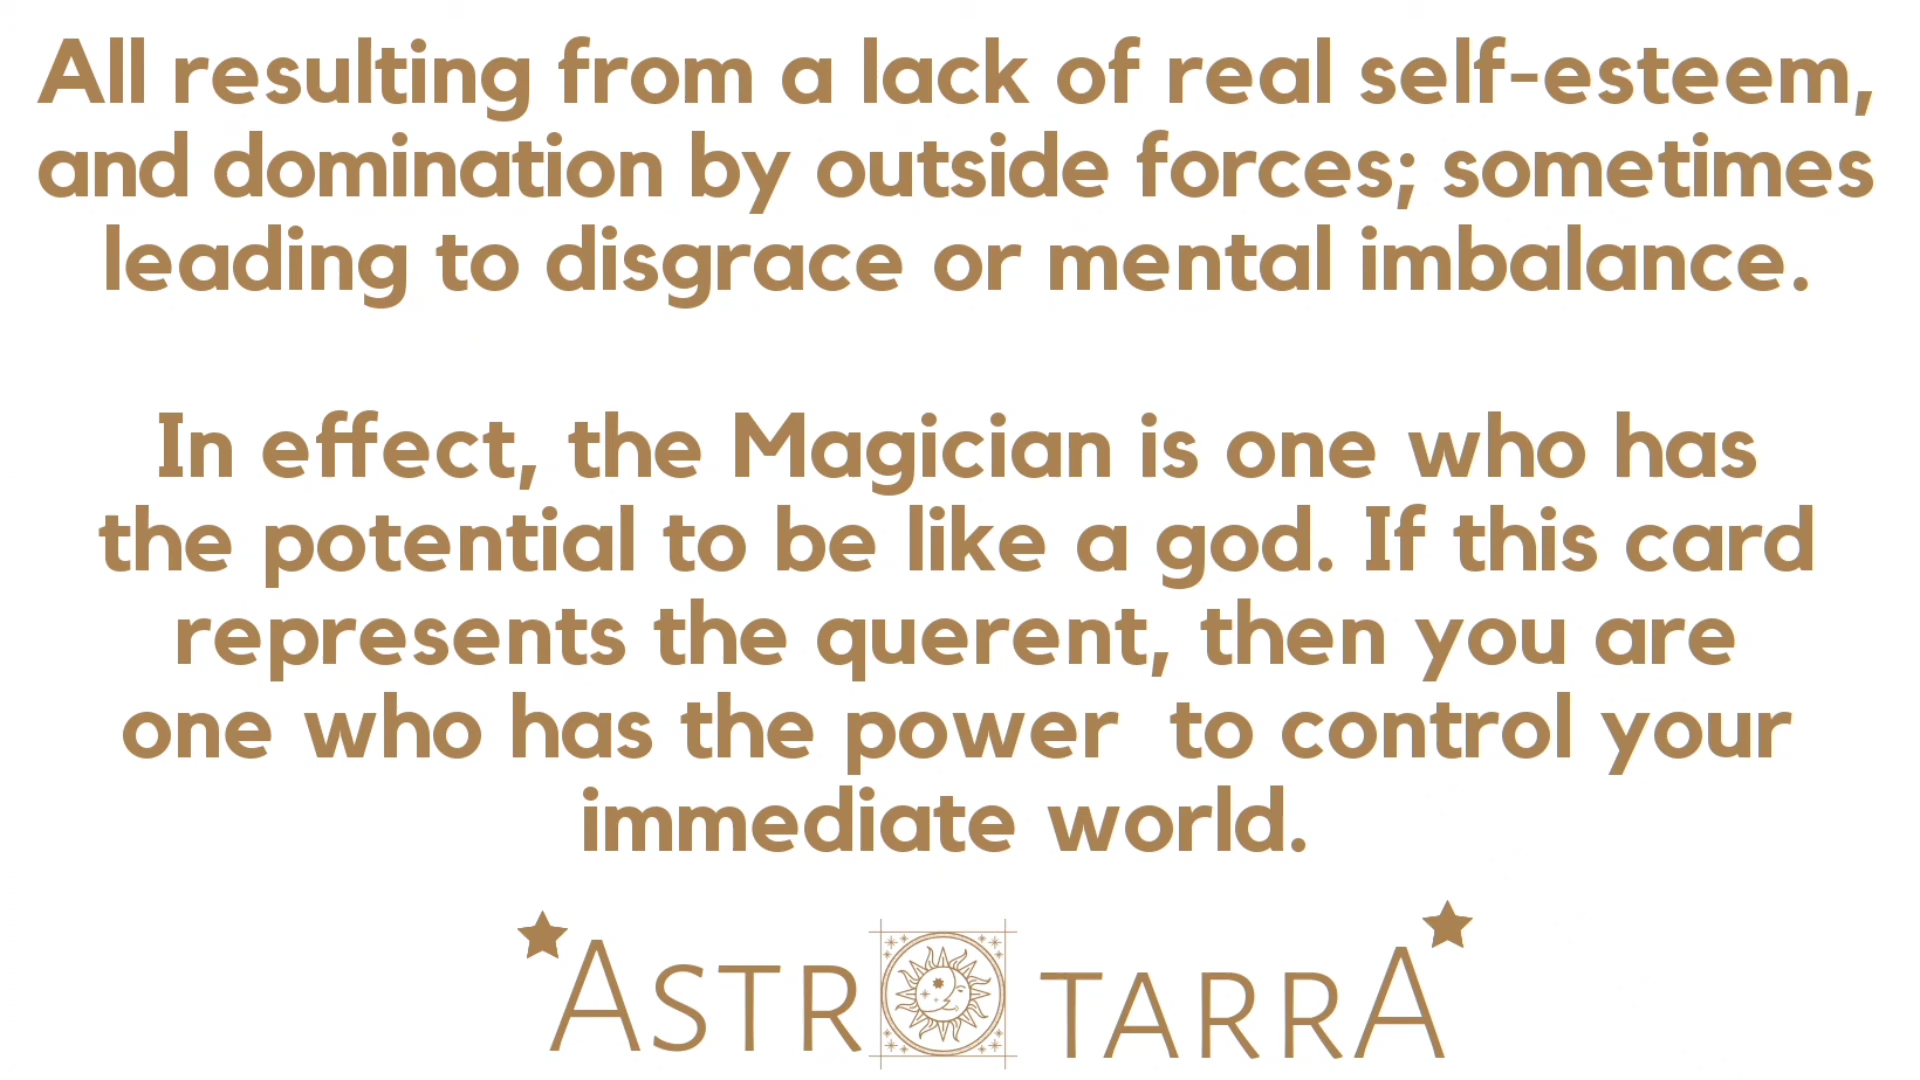 All resulting from a lack of real self-esteem,
and domination by outside forces; sometimes
leading to disgrace or mental imbalance.
In effect, the Magician is one who has
the potential to be like a god. If this card
represents the querent, then you are
one who has the power  to control your
immediate world.
ASTR TARRA